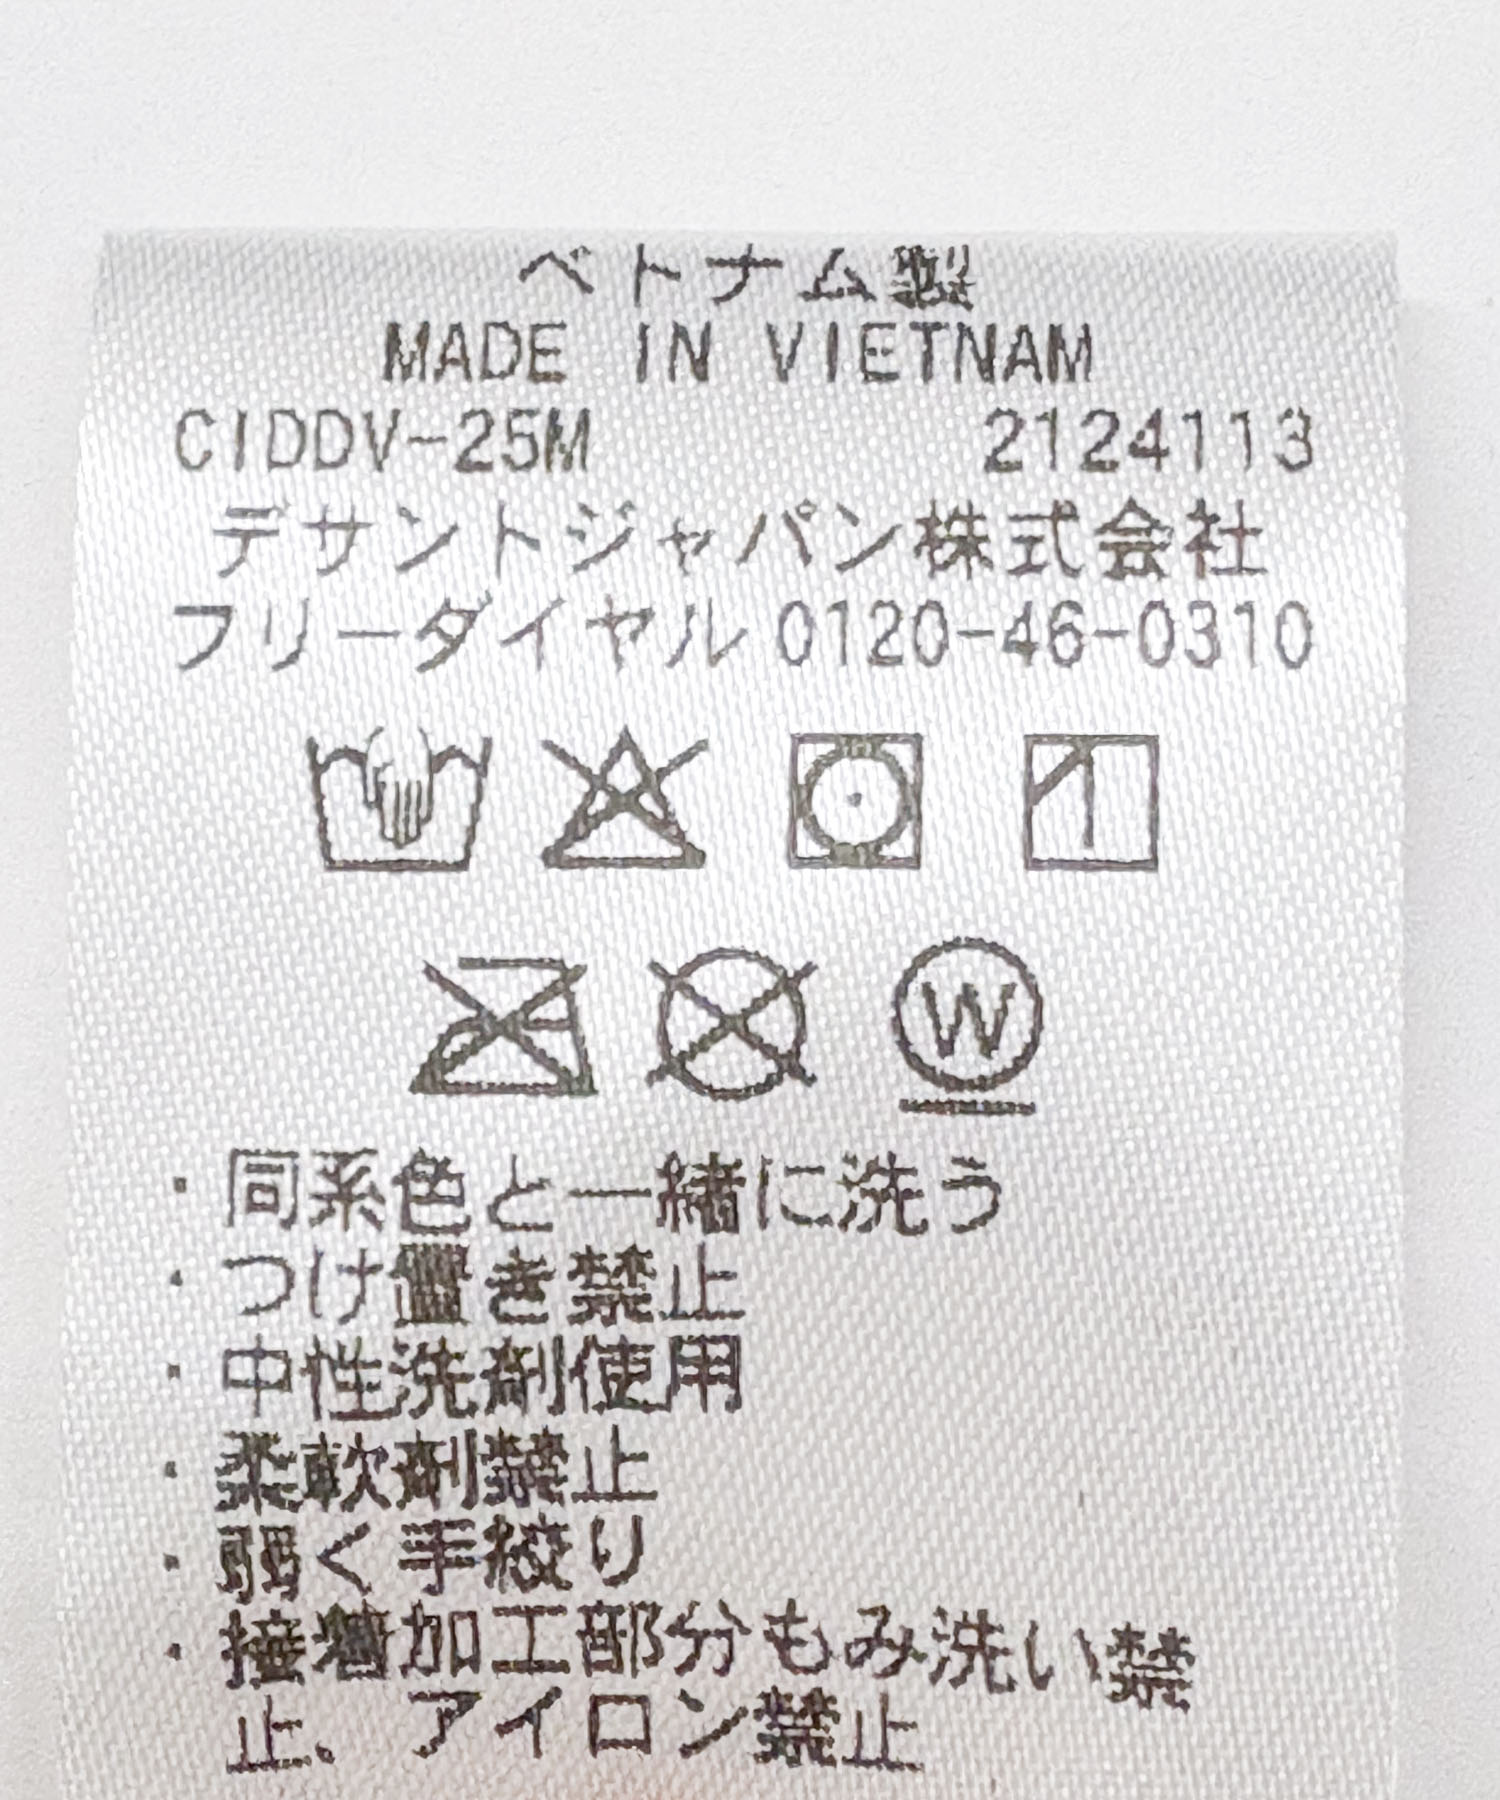 ベトナム製
MADE IN VIETNAM
CIDDV-25M 2124113
デサントジャパン株式会社
フリーダイヤル 0120-46-0310
W
・同系色と一緒に洗う
・つけ置き禁止
・中性洗剤使用
・柔軟剤禁止
・弱く手絞り
・接着加工部分もみ洗い禁
止、アイロン禁止